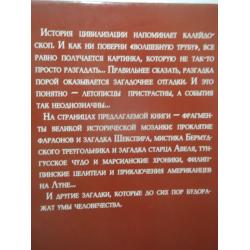 История цивилизации напоминает калейдо-
скоп. И как ни поверни «волшебную трубу», все
равно получается картинка, которую не так-то
просто разгадать... Правильнее сказать, разгадка
порой оказывается загадочнее отгадки. И это
понятно — летописцы пристрастны, а события
так неоднозначны...
На страницах предлагаемой книги — фрагмен-
ты великой исторической мозаики: проклятие
фараонов и загадка Шекспира, мистика Бермуд-
ского треугольника и загадка старца Авеля, тун-
гусское чудо и марсианские хроники, филип-
пинские целители и приключения американцев
на Луне...
И другие загадки, которые до сих пор будора-
жат умы человечества.